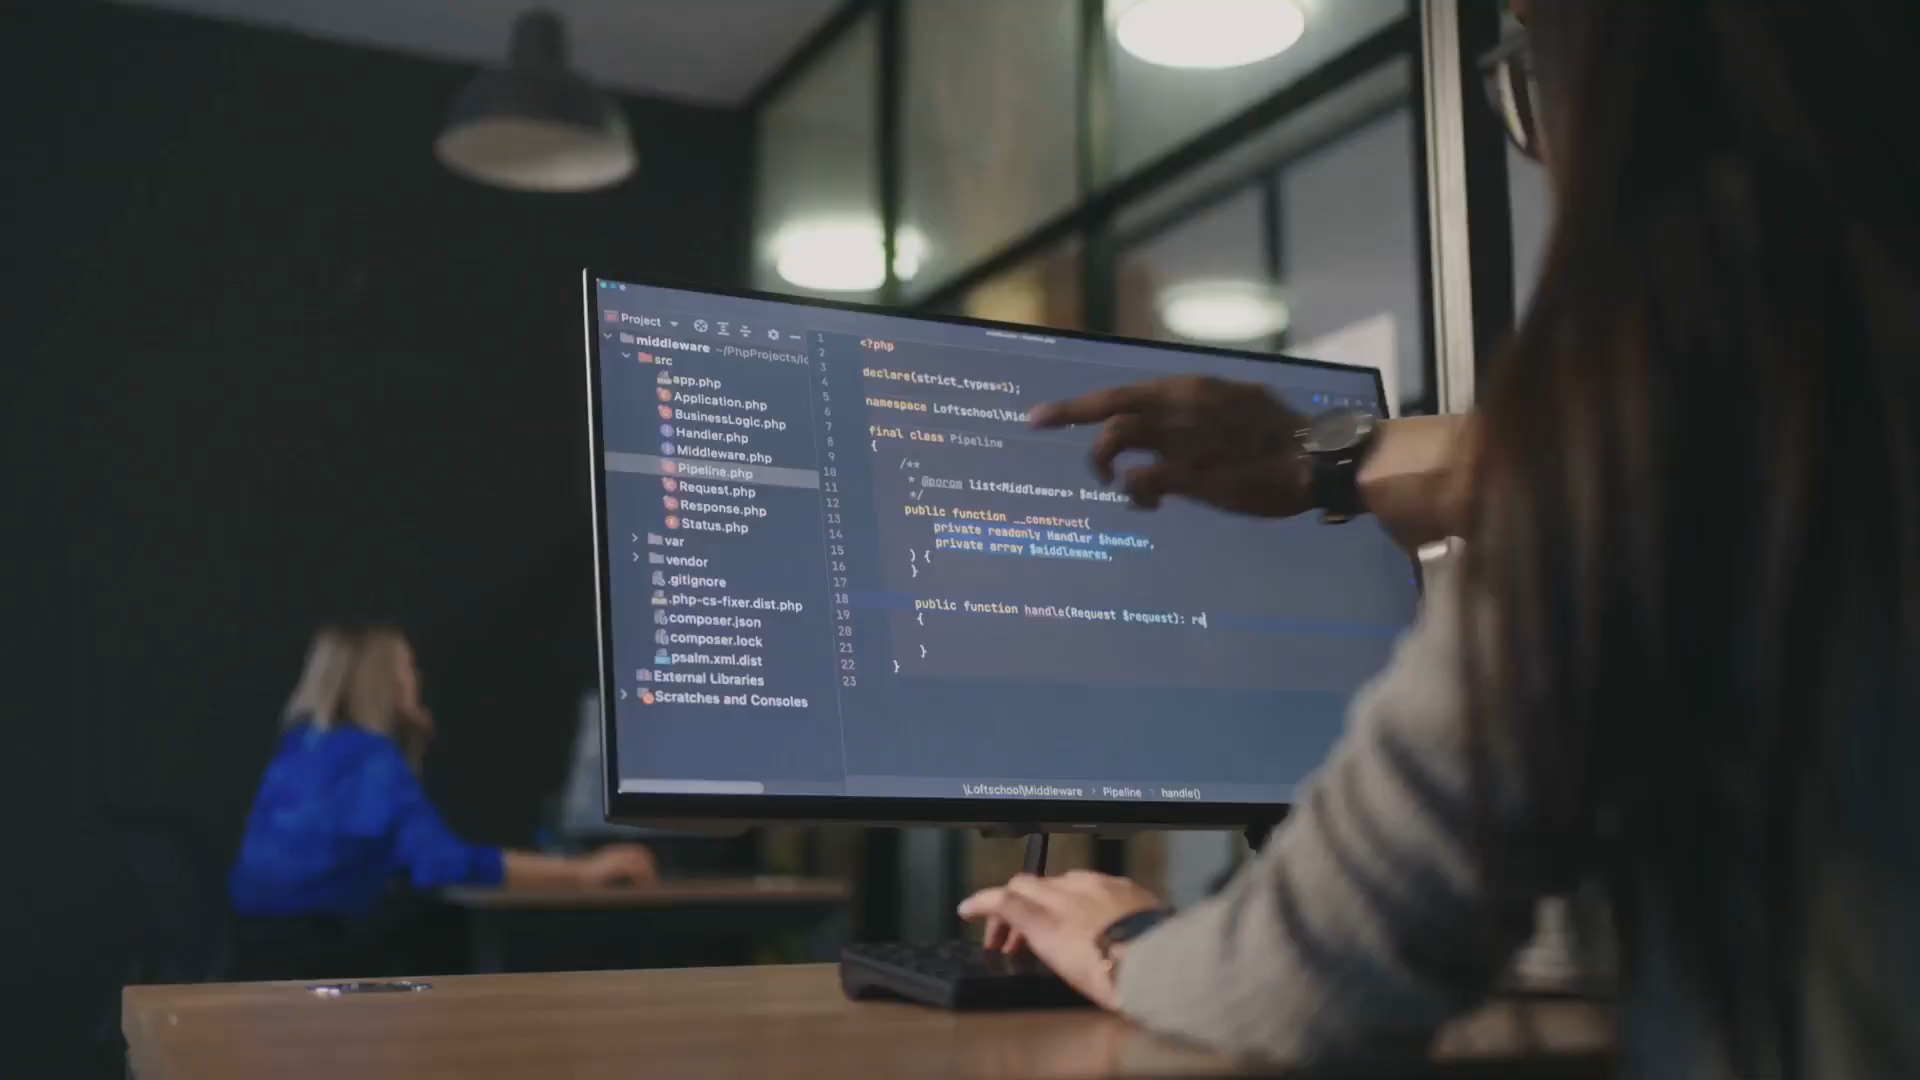 Project
middleware ~/PhpProjects/lo
src
app.php
Application.php
BusinessLogic.php
Handler.php
Middleware.php
Pipeline.php
Request.php
Response.php
Status.php
var
vendor
.gitignore
.php-cs-fixer.dist.php
composer.json
composer.lock
psalm.xml.dist
External Libraries
Scratches and Consoles
1
2
3
4
5
6
7
8
9
10
11
12
13
14
15
16
17
18
19
20
21
22
23
<?php
declare(strict_types=1);
namespace Loftschool\Midd
final class Pipeline
{
/**
* @param list<Middleware> $middle
*/
public function __construct(
private readonly Handler $handler,
private array $middlewares,
) {
}
public function handle(Request $request): re
{
}
}
\Loftschool\Middleware > Pipeline > handle()